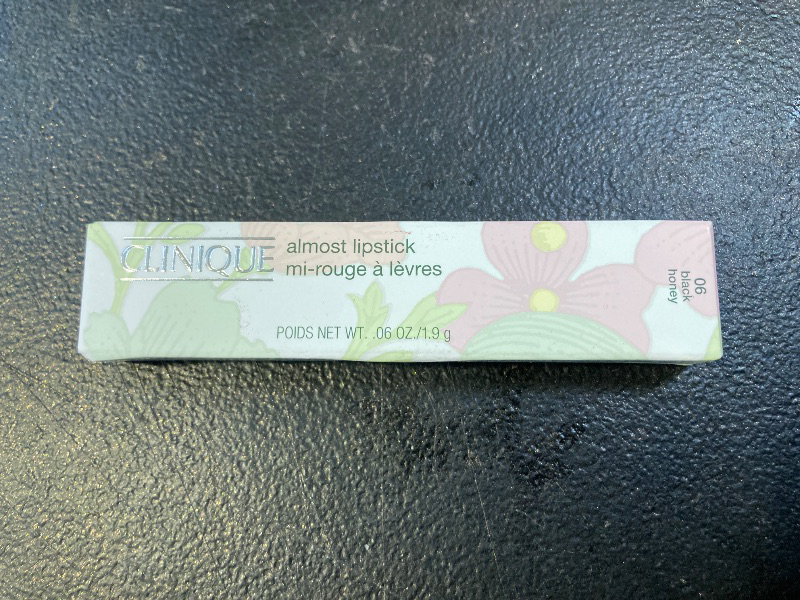 CLINIQUE
almost lipstick
mi-rouge à lèvres
POIDS NET WT. .06 OZ./1.9 g
06
black
honey